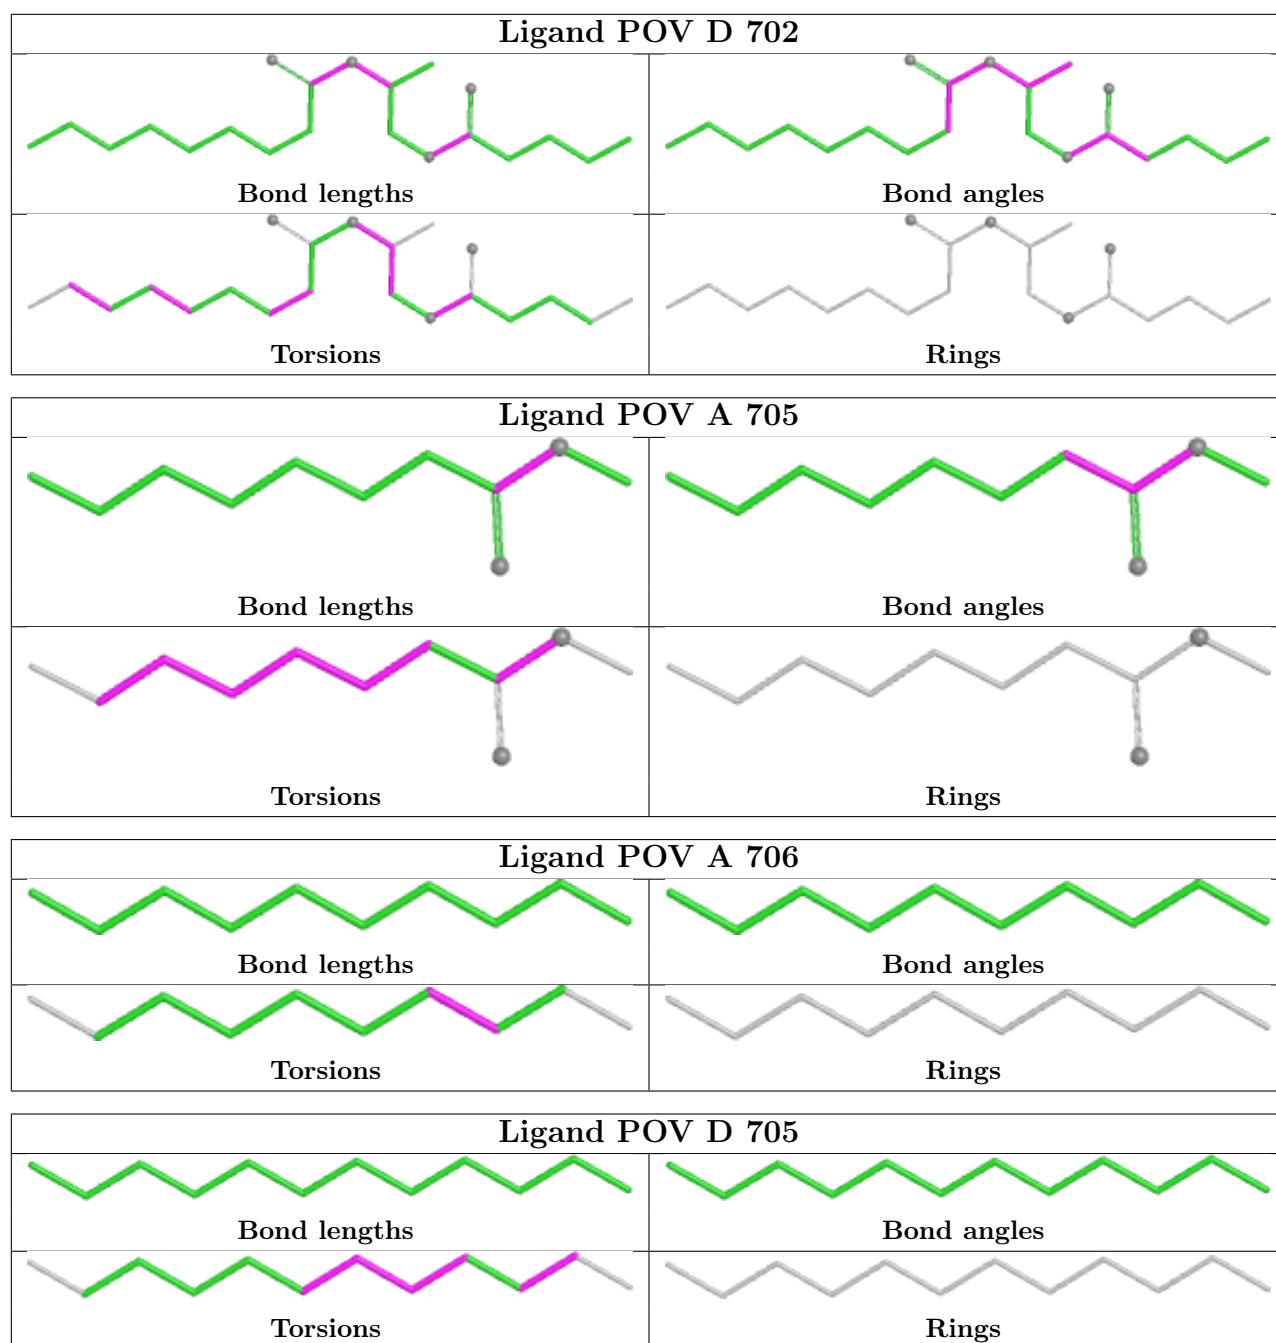 Ligand POV D 702
Bond lengths
Bond angles
Torsions
Rings
Ligand POV A 705
Bond lengths
Bond angles
Torsions
Rings
Ligand POV A 706
Bond lengths
Bond angles
Torsions
Rings
Ligand POV D 705
Bond lengths
Bond angles
Torsions
Rings